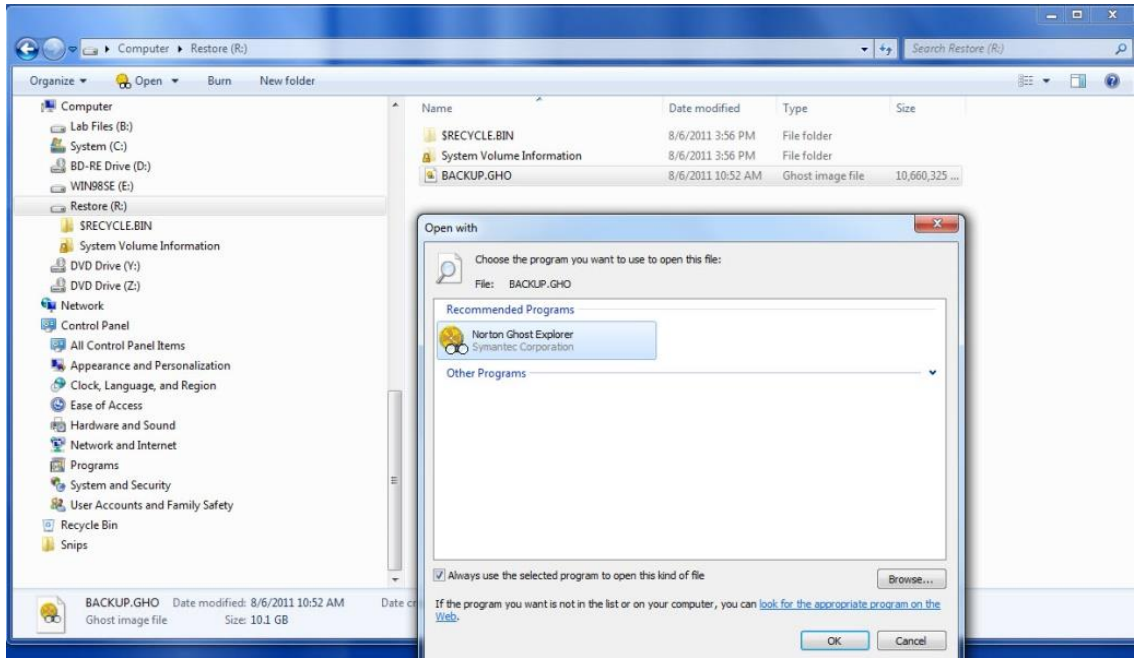 Computer ▸ Restore (R:)
Search Restore (R:)
Organize Open Burn New folder
Computer
Lab Files (B:)
System (C:)
BD-RE Drive (D:)
WIN98SE (E:)
Restore (R:)
$RECYCLE.BIN
System Volume Information
DVD Drive (Y:)
DVD Drive (Z:)
Network
Control Panel
All Control Panel Items
Appearance and Personalization
Clock, Language, and Region
Ease of Access
Hardware and Sound
Network and Internet
Programs
System and Security
User Accounts and Family Safety
Recycle Bin
Snips
Name Date modified Type Size
$RECYCLE.BIN 8/6/2011 3:56 PM File folder
System Volume Information 8/6/2011 3:56 PM File folder
BACKUP.GHO 8/6/2011 10:52 AM Ghost image file 10,660,325 ...
Open with
Choose the program you want to use to open this file:
File: BACKUP.GHO
Recommended Programs
Norton Ghost Explorer
Symantec Corporation
Other Programs
Always use the selected program to open this kind of file
Browse...
If the program you want is not in the list or on your computer, you can look for the appropriate program on the
Web.
OK Cancel
BACKUP.GHO Date modified: 8/6/2011 10:52 AM Date cr
Ghost image file Size: 10.1 GB